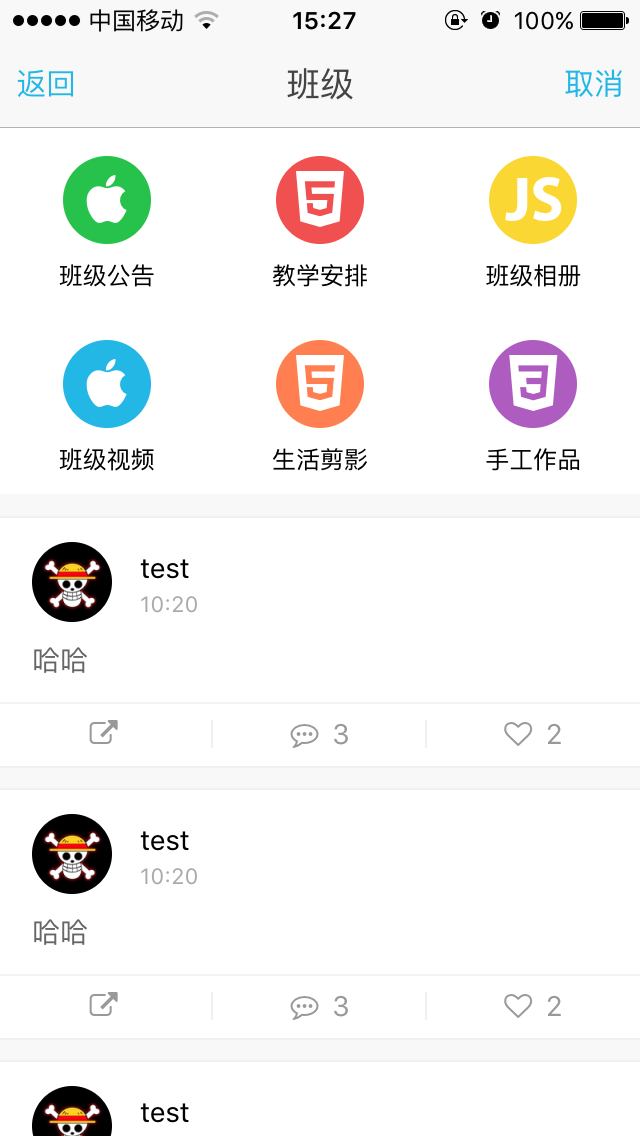 中国移动 15:27 100%
返回 班级 取消
JS
班级公告 教学安排 班级相册
班级视频 生活剪影 手工作品
test
10:20
哈哈
3 2
test
10:20
哈哈
3 2
test